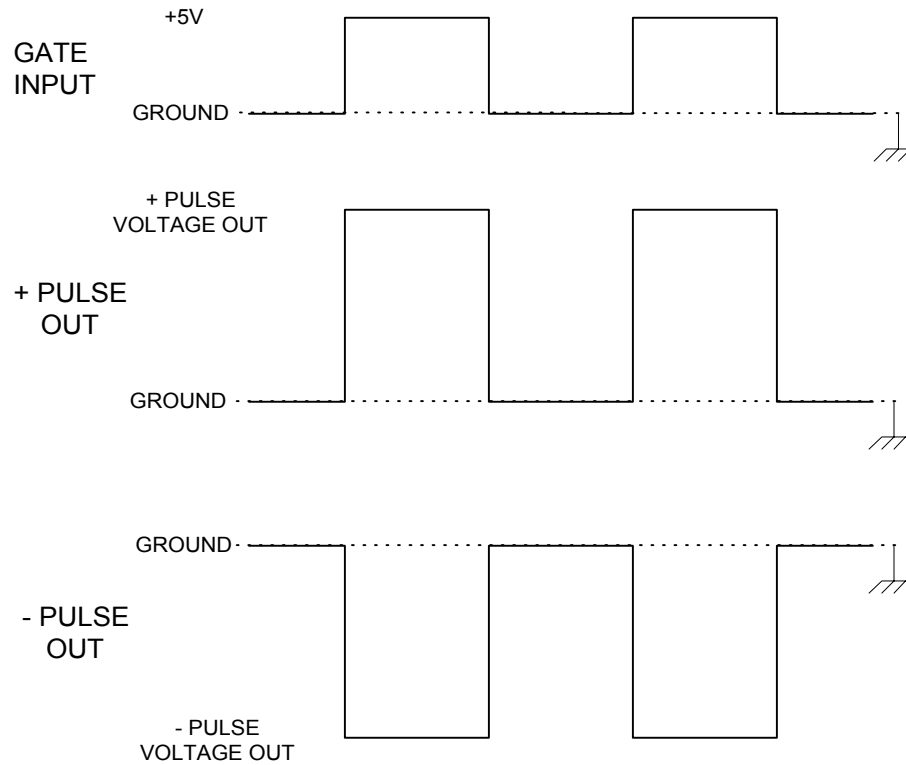 +5V
GATE
INPUT
GROUND
+ PULSE
VOLTAGE OUT
+ PULSE
OUT
GROUND
GROUND
- PULSE
OUT
- PULSE
VOLTAGE OUT